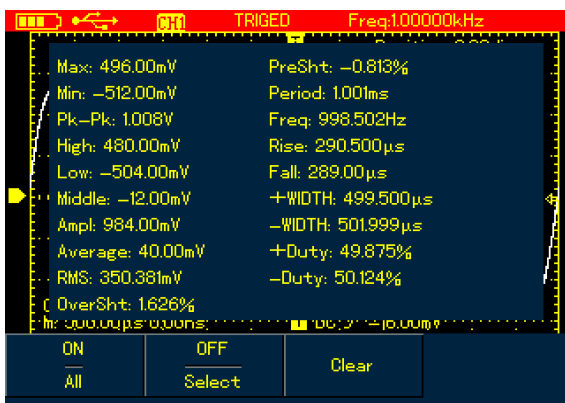 CH1 TRIGED Freq:1.00000kHz
Max: 496.00mV PreSht: −0.813%
Min: −512.00mV Period: 1.001ms
Pk−Pk: 1.008V Freq: 998.502Hz
High: 480.00mV Rise: 290.500μs
Low: −504.00mV Fall: 289.00μs
Middle: −12.00mV +WIDTH: 499.500μs
Ampl: 984.00mV −WIDTH: 501.999μs
Average: 40.00mV +Duty: 49.875%
RMS: 350.381mV −Duty: 50.124%
OverSht: 1.626%
ON OFF Clear
All Select